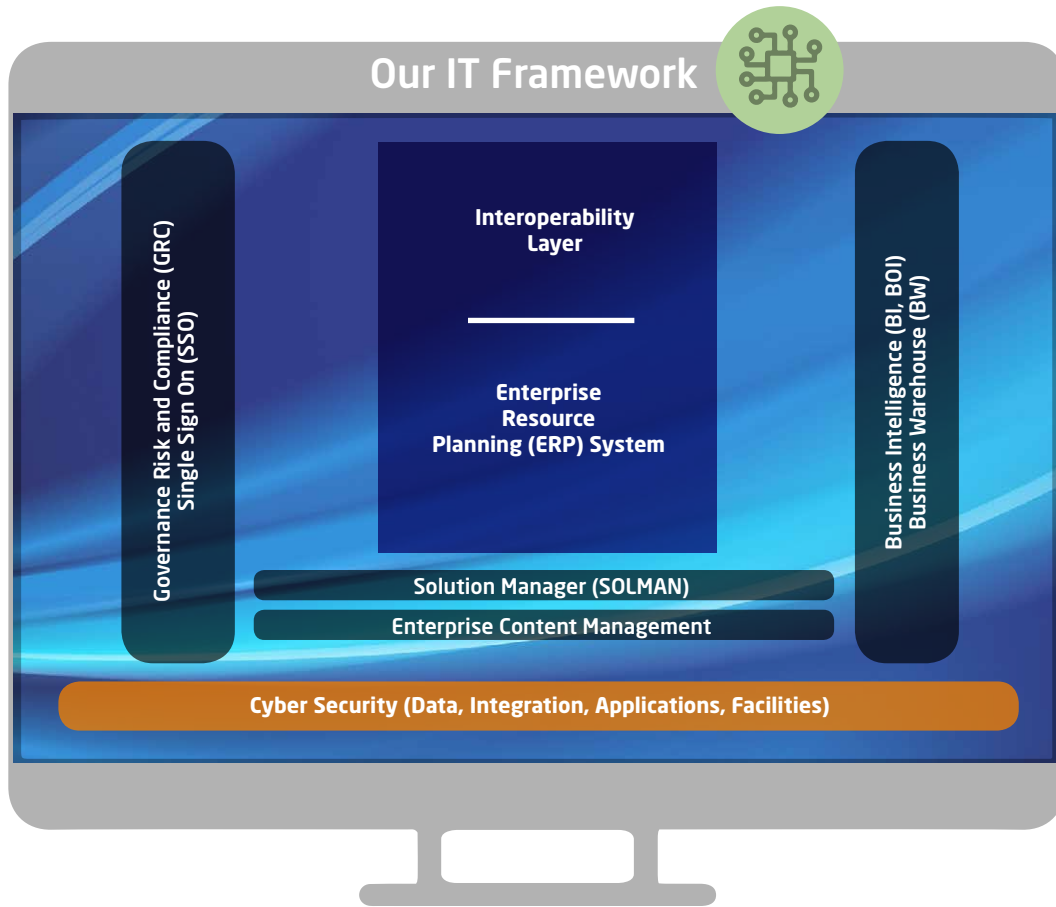 Our IT Framework
Governance Risk and Compliance (GRC)
Single Sign On (SSO)
Interoperability
Layer
Enterprise
Resource
Planning (ERP) System
Business Intelligence (BI, BOI)
Business Warehouse (BW)
Solution Manager (SOLMAN)
Enterprise Content Management
Cyber Security (Data, Integration, Applications, Facilities)